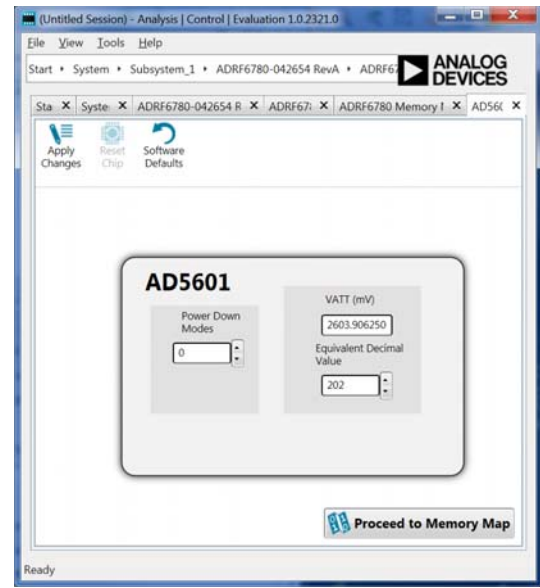 (Untitled Session) - Analysis | Control | Evaluation 1.0.2321.0
File View Tools Help
Start System Subsystem_1 ADRF6780-042654 RevA ADRF67
ANALOG
DEVICES
Sta Syste ADRF6780-042654 R ADRF67 ADRF6780 Memory AD56
Apply
Changes
Reset
Chip
Software
Defaults
AD5601
Power Down
Modes
0
VATT (mV)
2603.906250
Equivalent Decimal
Value
202
Proceed to Memory Map
Ready